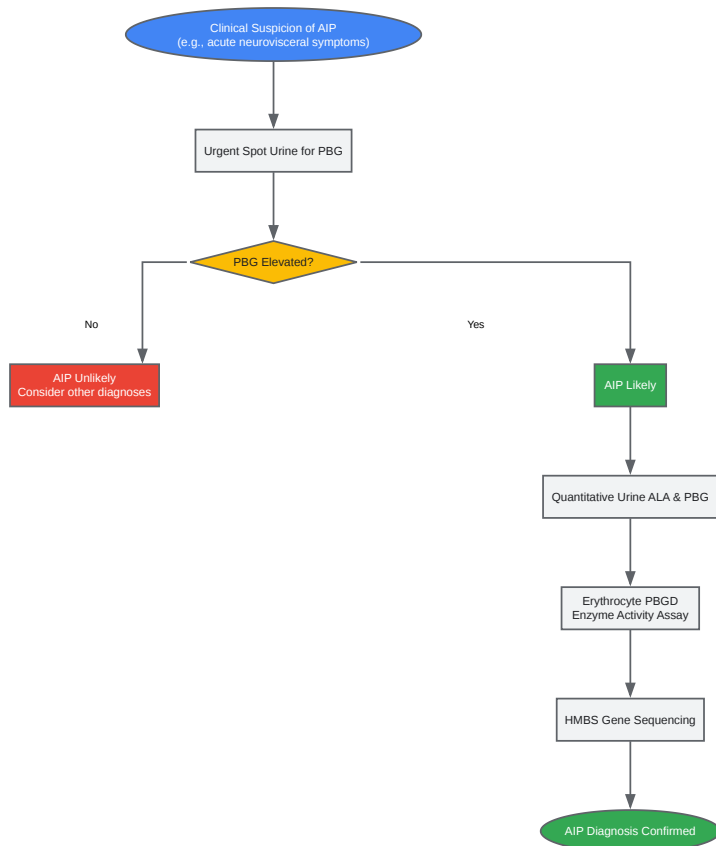 Clinical Suspicion of AIP
(e.g., acute neurovisceral symptoms)
Urgent Spot Urine for PBG
PBG Elevated?
No
Yes
AIP Unlikely
Consider other diagnoses
AIP Likely
Quantitative Urine ALA & PBG
Erythrocyte PBGD
Enzyme Activity Assay
HMBS Gene Sequencing
AIP Diagnosis Confirmed